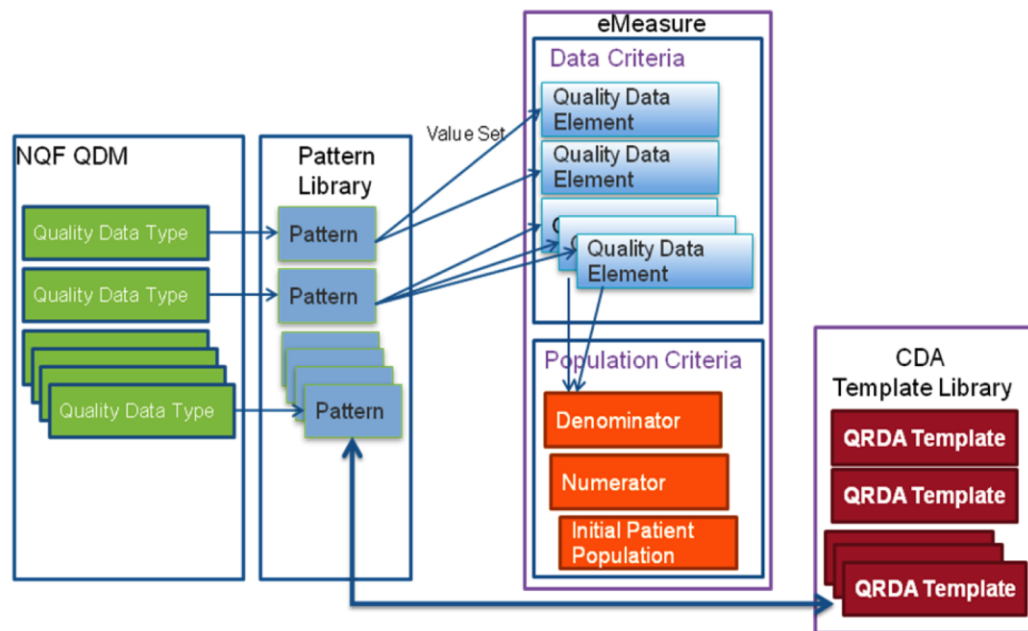 NQF QDM
Quality Data Type
Quality Data Type
Quality Data Type
Pattern
Library
Pattern
Pattern
Pattern
Value Set
eMeasure
Data Criteria
Quality Data
Element
Quality Data
Element
Quality Data
Element
Population Criteria
Denominator
Numerator
Initial Patient
Population
CDA
Template Library
QRDA Template
QRDA Template
QRDA Template